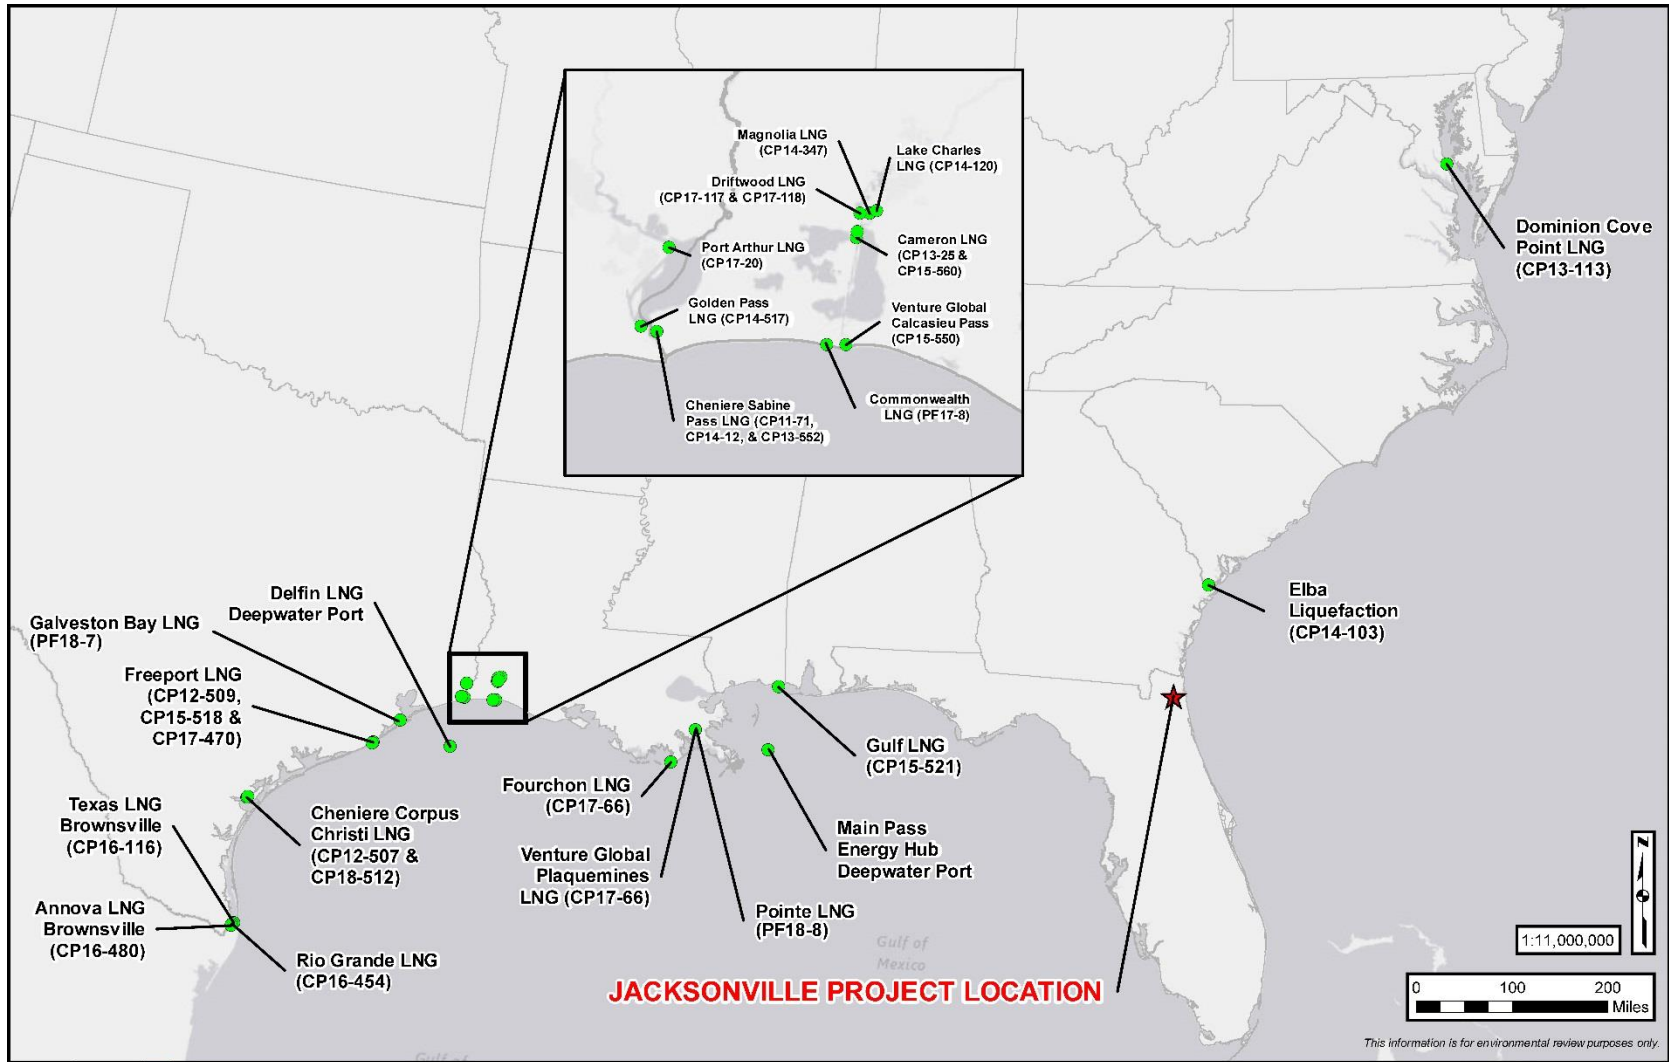 Magnolia LNG
(CP14-347)
Lake Charles
LNG (CP14-120)
Driftwood LNG
(CP17-117 & CP17-118)
Port Arthur LNG
(CP17-20)
Cameron LNG
(CP13-25 &
CP15-560)
Golden Pass
LNG (CP14-517)
Venture Global
Calcasieu Pass
(CP15-550)
Cheniere Sabine
Pass LNG (CP11-71,
CP14-12, & CP13-552)
Commonwealth
LNG (PF17-8)
Dominion Cove
Point LNG
(CP13-113)
Elba
Liquefaction
(CP14-103)
Delfin LNG
Deepwater Port
Galveston Bay LNG
(PF18-7)
Freeport LNG
(CP12-509,
CP15-518 &
CP17-470)
Texas LNG
Brownsville
(CP16-116)
Cheniere Corpus
Christi LNG
(CP12-507 &
CP18-512)
Annova LNG
Brownsville
(CP16-480)
Rio Grande LNG
(CP16-454)
Fourchon LNG
(CP17-66)
Venture Global
Plaquemines
LNG (CP17-66)
Gulf LNG
(CP15-521)
Main Pass
Energy Hub
Deepwater Port
Pointe LNG
(PF18-8)
Gulf of
Mexico
JACKSONVILLE PROJECT LOCATION
N
1:11,000,000
0 100 200
Miles
This information is for environmental review purposes only.
Gulf of